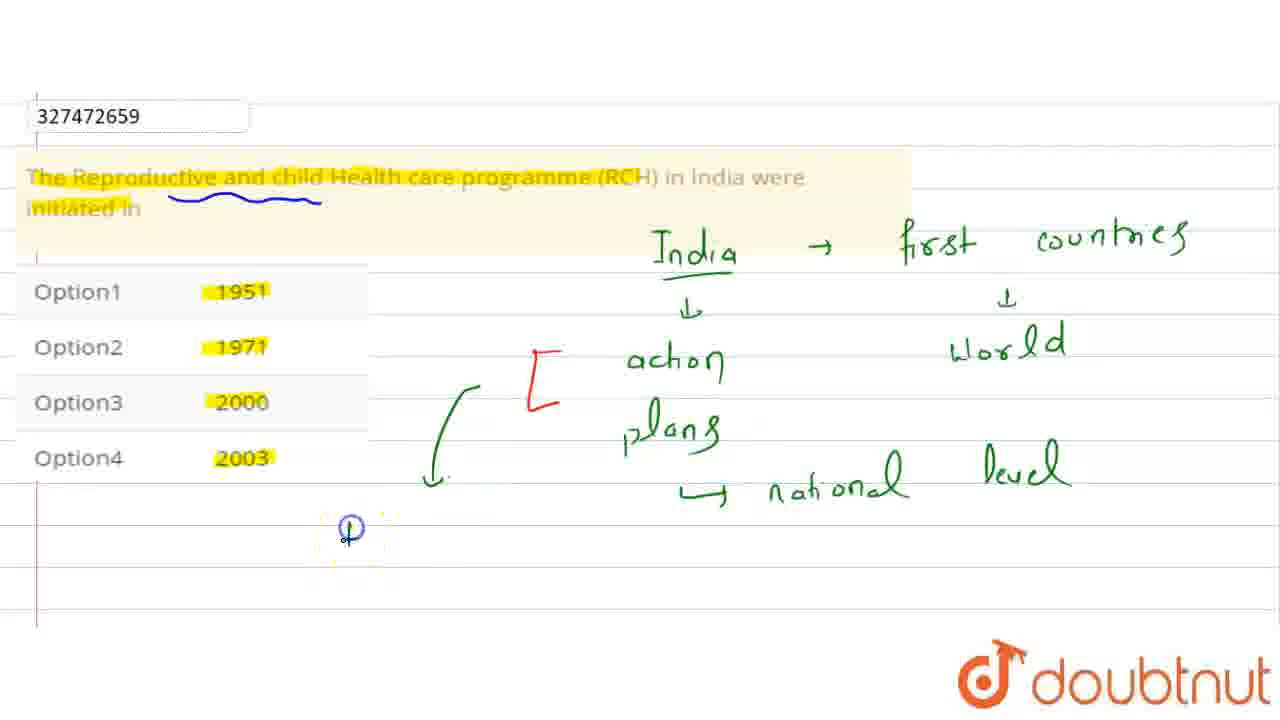 327472659
The Reproductive and child Health care programme (RCH) in India were
initiated in
Option1 1951
Option2 1971
Option3 2000
Option4 2003
India → first countries
↓ ↓
action world
plans
↳ national level
doubtnut